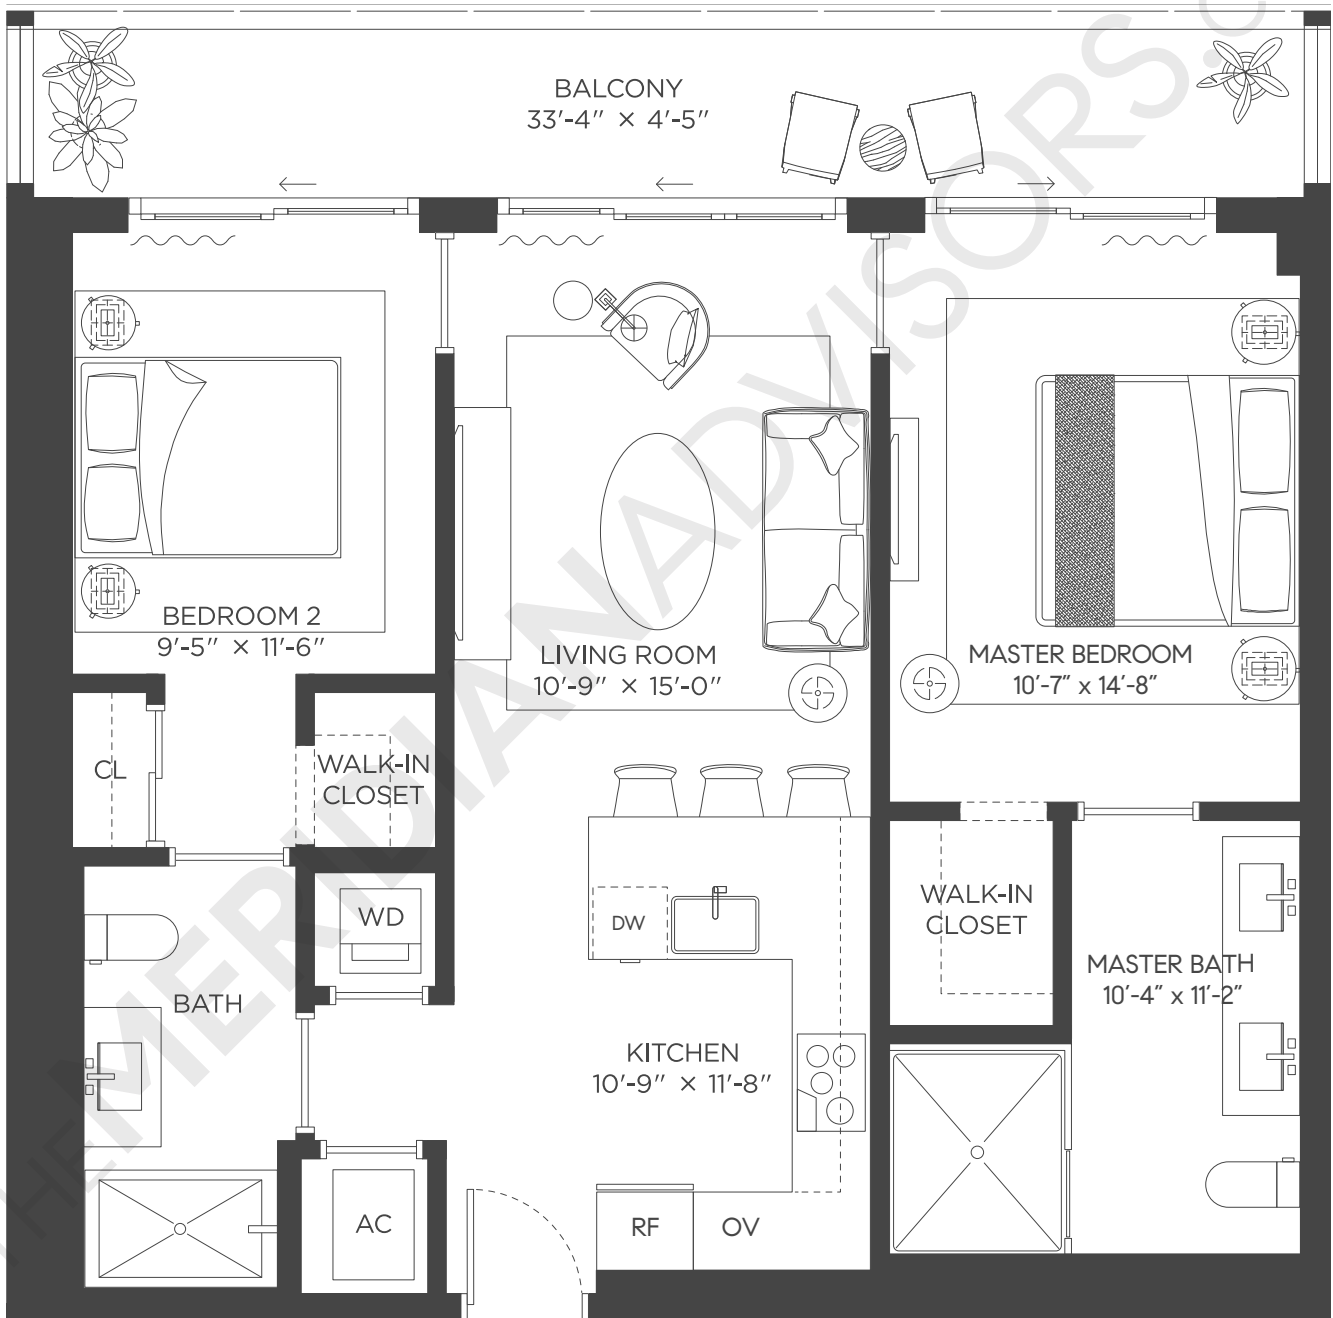 BALCONY
33'-4" × 4'-5"
BEDROOM 2
9'-5" × 11'-6"
LIVING ROOM
10'-9" × 15'-0"
MASTER BEDROOM
10'-7" x 14'-8"
CL
WALK-IN
CLOSET
WD
DW
WALK-IN
CLOSET
BATH
MASTER BATH
10'-4" x 11'-2"
KITCHEN
10'-9" × 11'-8"
AC
RF
OV
THEMERIDIANADVISORS.C